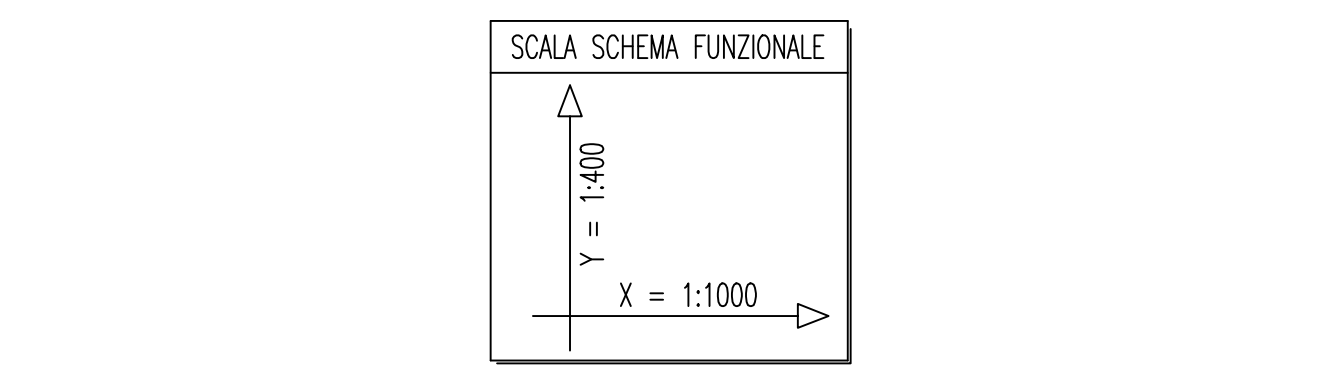 SCALA SCHEMA FUNZIONALE
Y = 1:400
X = 1:1000